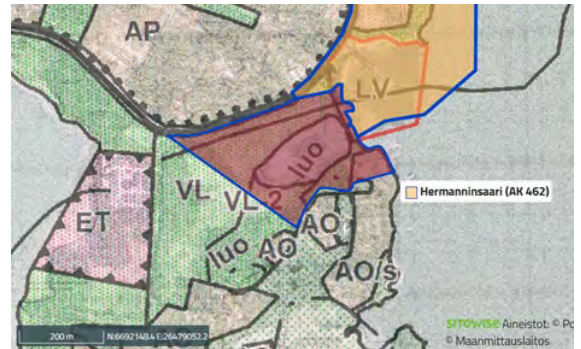 AP
LV
luo
VL
VL-2
Hermanninsaari (AK 462)
ET
AO
luo
AO
AO/s
200 m
N:6692148.4 E:26479052.2
sitowise Aineistot: © Po
© Maanmittauslaitos